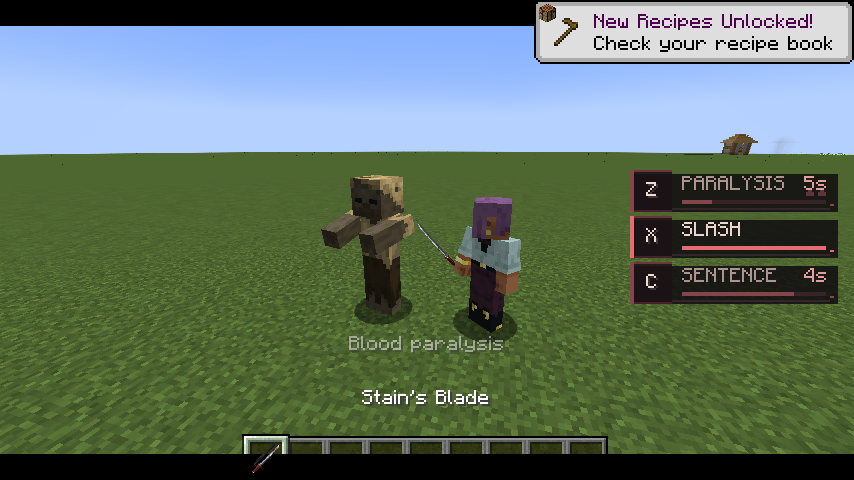 New Recipes Unlocked!
Check your recipe book
Z PARALYSIS 5s
X SLASH
C SENTENCE 4s
Blood paralysis
Stain's Blade